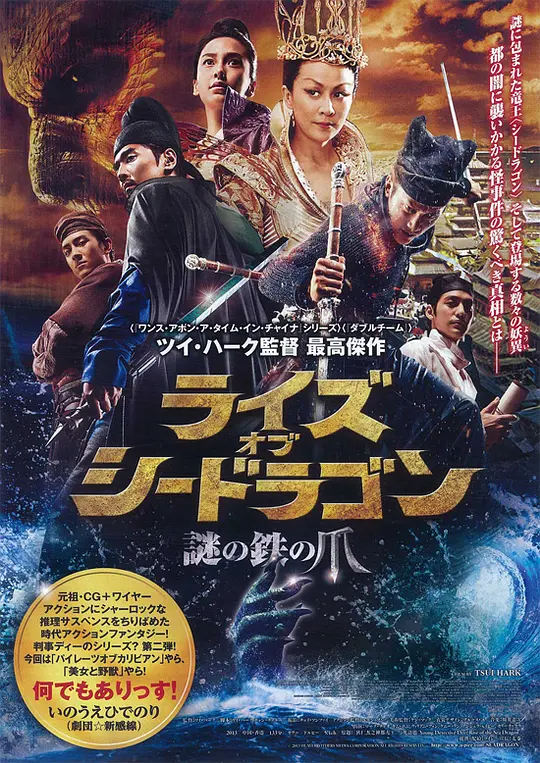 謎に包まれた竜王〈シードラゴン〉そして登場する数々の妖異
ようい
都の闇に襲いかかる怪事件の驚くべき真相とは——
〈『ワンス・アポン・ア・タイム・イン・チャイナ』シリーズ〉〈『ダブルチーム』〉
ツイ・ハーク監督 最高傑作
ライズ
オブ
シードラゴン
謎の鉄の爪
元祖・CG+ワイヤー
アクションにシャーロックな
推理サスペンスをちりばめた
時代アクションファンタジー!
判事ディーのシリーズ? 第二弾!
今回は「パイレーツオブカリビアン」やら、
「美女と野獣」やら!
何でもありっす!
いのうえひでのり
(劇団☆新感線)
FILM BY TSUI HARK